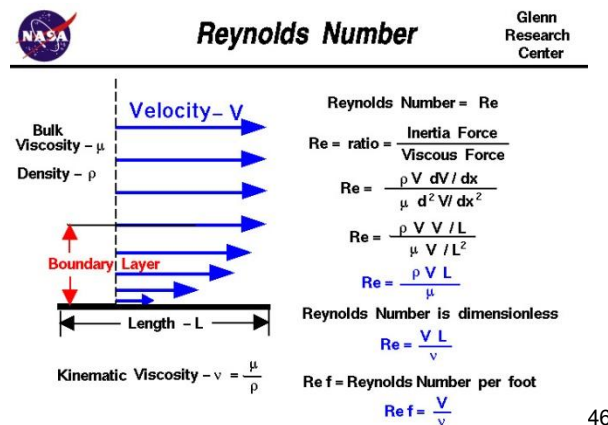 NASA
Reynolds Number
Glenn
Research
Center
Velocity - V
Bulk
Viscosity - μ
Density - ρ
Boundary Layer
Length - L
Kinematic Viscosity - ν = μ / ρ
Reynolds Number = Re
Re = ratio = Inertia Force / Viscous Force
Re = ρ V dV/dx / μ d²V/dx²
Re = ρ V V/L / μ V/L²
Re = ρ V L / μ
Reynolds Number is dimensionless
Re = V L / ν
Re f = Reynolds Number per foot
Re f = V / ν
46